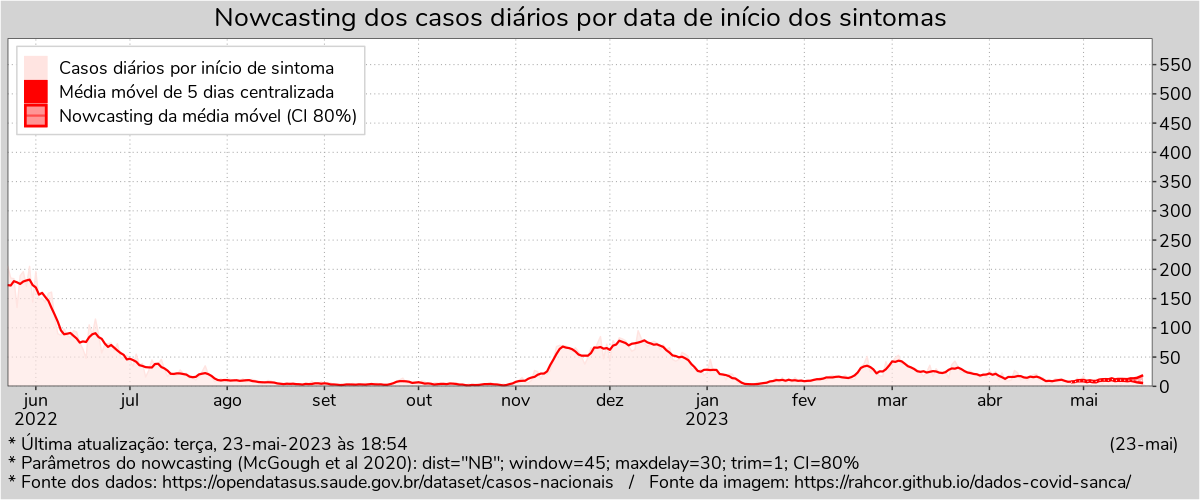 Nowcasting dos casos diários por data de início dos sintomas
Casos diários por início de sintoma
Média móvel de 5 dias centralizada
Nowcasting da média móvel (CI 80%)
550
500
450
400
350
300
250
200
150
100
50
0
jun jul ago set out nov dez jan fev mar abr mai
2022 2023
* Última atualização: terça, 23-mai-2023 às 18:54 (23-mai)
* Parâmetros do nowcasting (McGough et al 2020): dist="NB"; window=45; maxdelay=30; trim=1; CI=80%
* Fonte dos dados: https://opendatasus.saude.gov.br/dataset/casos-nacionais / Fonte da imagem: https://rahcor.github.io/dados-covid-sanca/